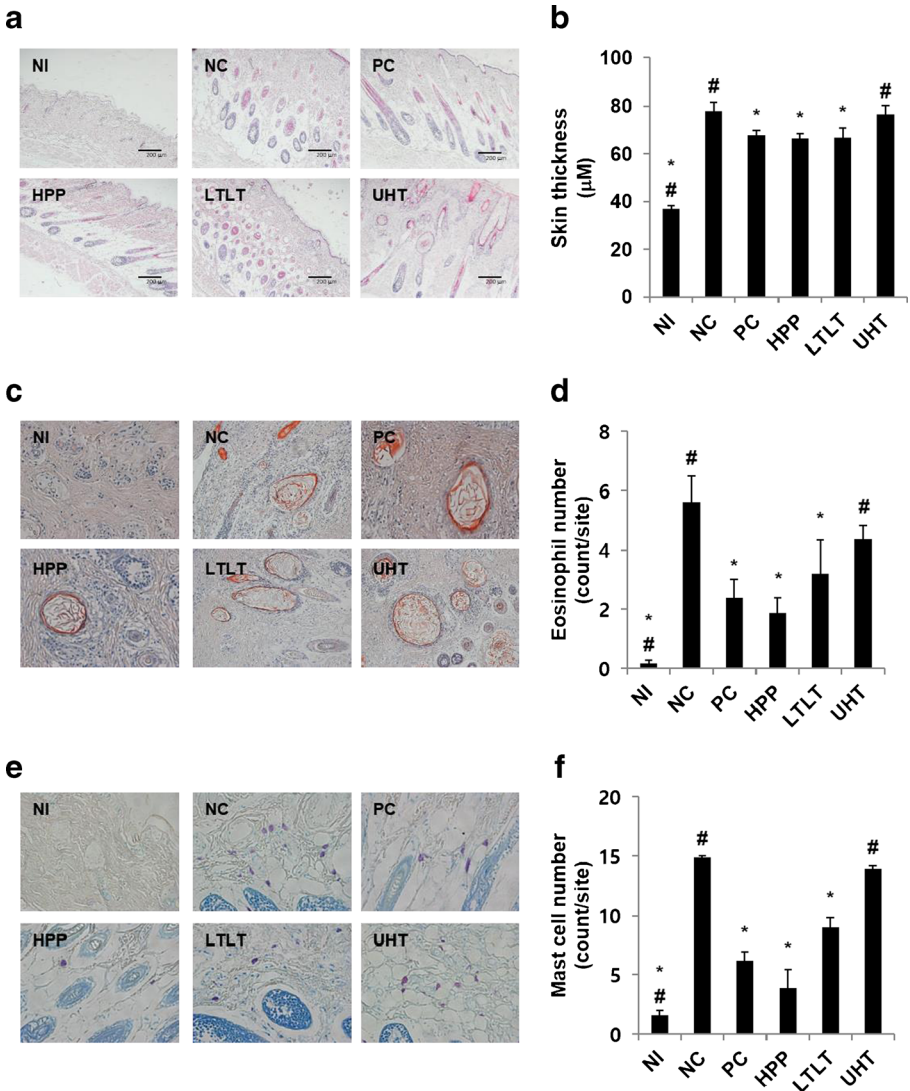 a
NI
NC
PC
200 μm
200 μm
200 μm
HPP
LTLT
UHT
200 μm
200 μm
200 μm
b
Skin thickness
(μM)
100
80
60
40
20
0
*
#
#
*
*
*
#
NI
NC
PC
HPP
LTLT
UHT
c
NI
NC
PC
HPP
LTLT
UHT
d
Eosinophil number
(count/site)
8
6
4
2
0
*
#
#
*
*
*
#
NI
NC
PC
HPP
LTLT
UHT
e
NI
NC
PC
HPP
LTLT
UHT
f
Mast cell number
(count/site)
20
15
10
5
0
*
#
#
*
*
*
#
NI
NC
PC
HPP
LTLT
UHT